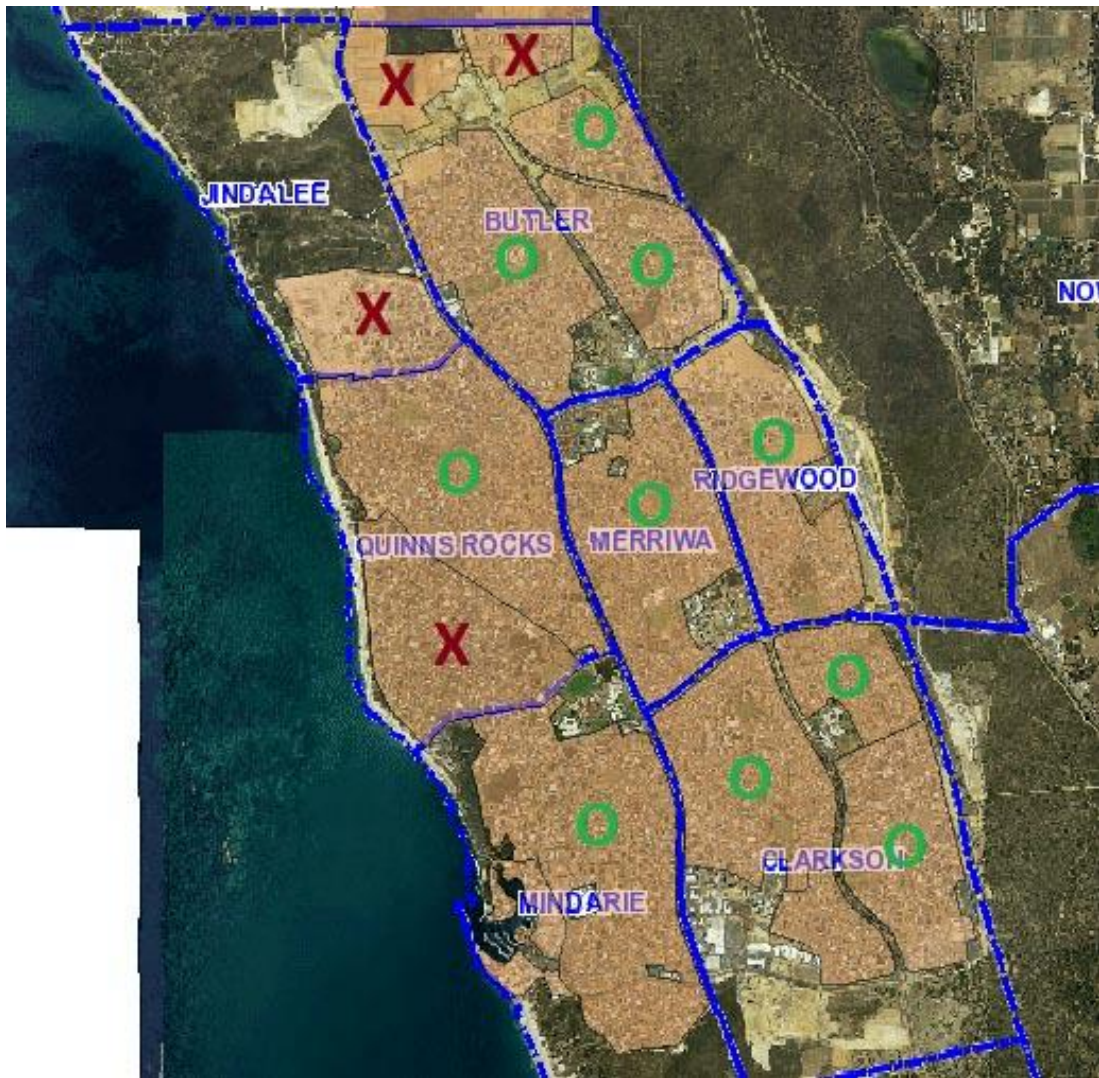 X
X
O
JINDALEE
BUTLER
O
O
NOW
X
O
O
RIDGEWOOD
O
QUINNS ROCKS
MERRIWA
X
O
O
O
O
CLARKSON
MINDARIE